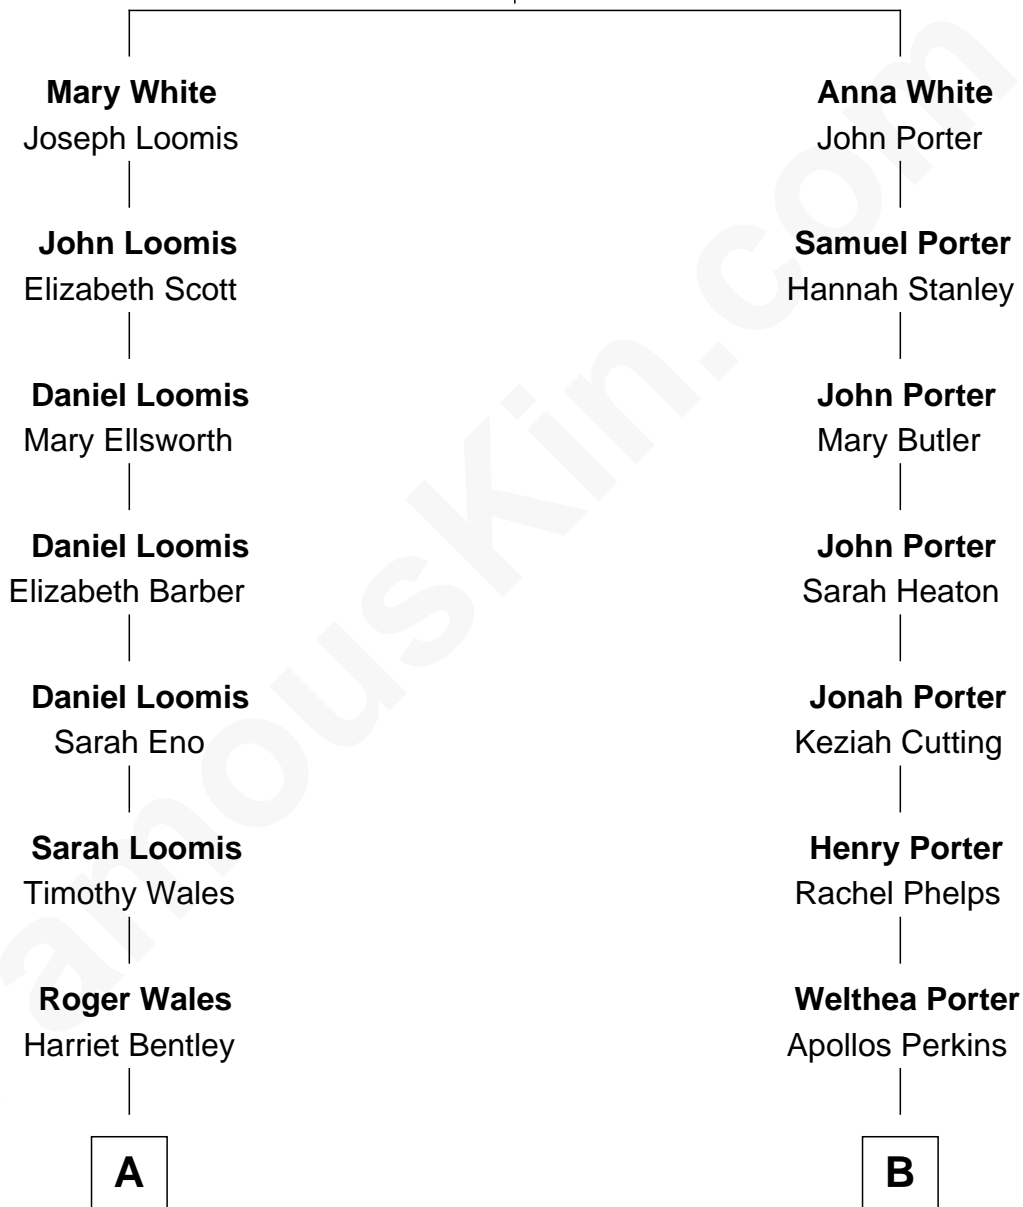 Mary White
Joseph Loomis
John Loomis
Elizabeth Scott
Daniel Loomis
Mary Ellsworth
Daniel Loomis
Elizabeth Barber
Daniel Loomis
Sarah Eno
Sarah Loomis
Timothy Wales
Roger Wales
Harriet Bentley
A
Anna White
John Porter
Samuel Porter
Hannah Stanley
John Porter
Mary Butler
John Porter
Sarah Heaton
Jonah Porter
Keziah Cutting
Henry Porter
Rachel Phelps
Welthea Porter
Apollos Perkins
B
amouskin.com